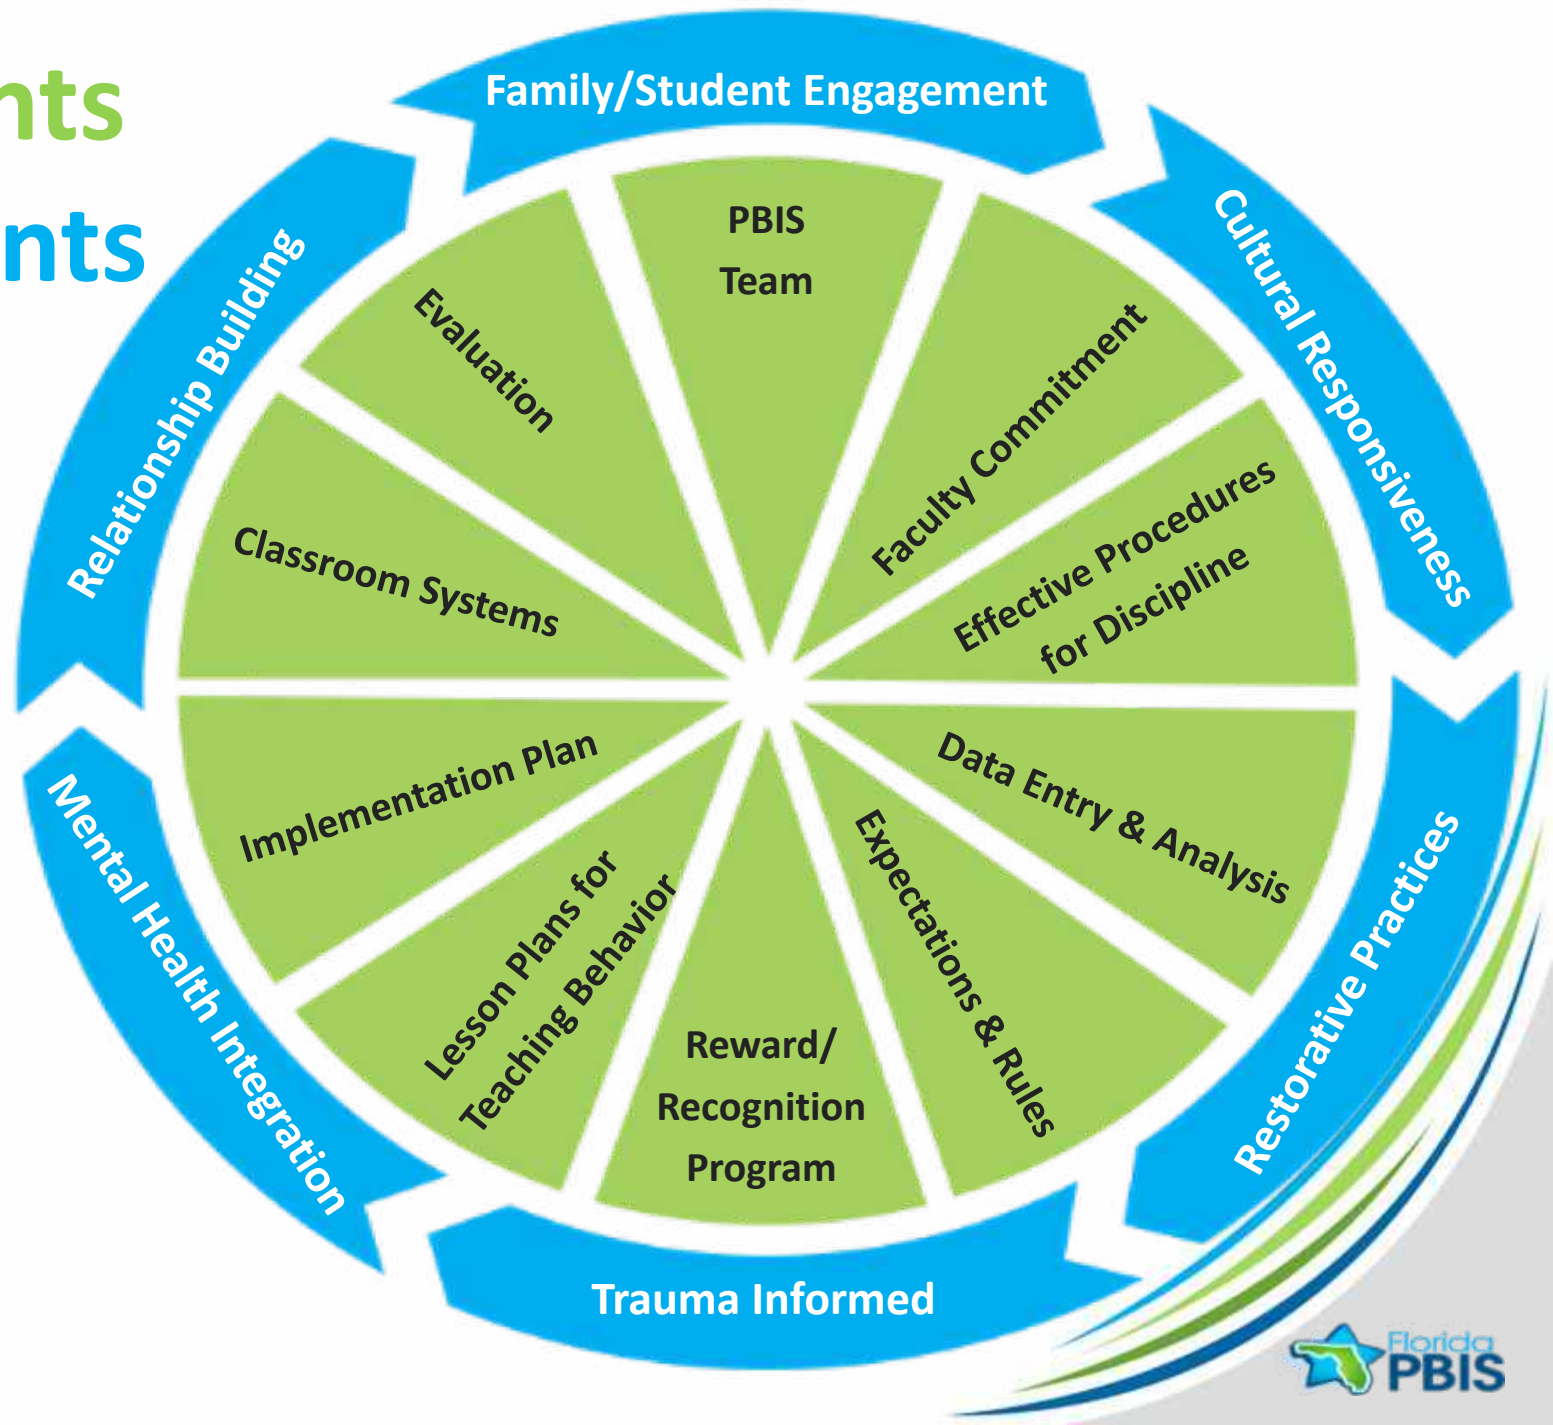 nts
nts
Family/Student Engagement
Cultural Responsiveness
Restorative Practices
Trauma Informed
Mental Health Integration
Relationship Building
PBIS
Team
Faculty Commitment
Effective Procedures
for Discipline
Data Entry & Analysis
Expectations & Rules
Reward/
Recognition
Program
Lesson Plans for
Teaching Behavior
Implementation Plan
Classroom Systems
Evaluation
Florida
PBIS